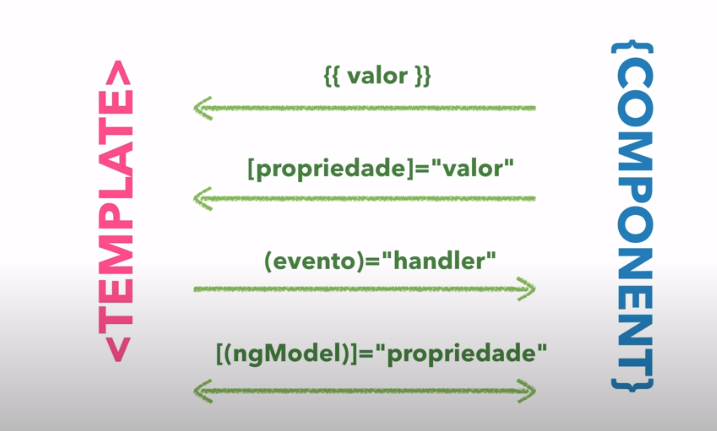 <TEMPLATE>
{{ valor }}
[propriedade]="valor"
(evento)="handler"
[(ngModel)]="propriedade"
{COMPONENT}